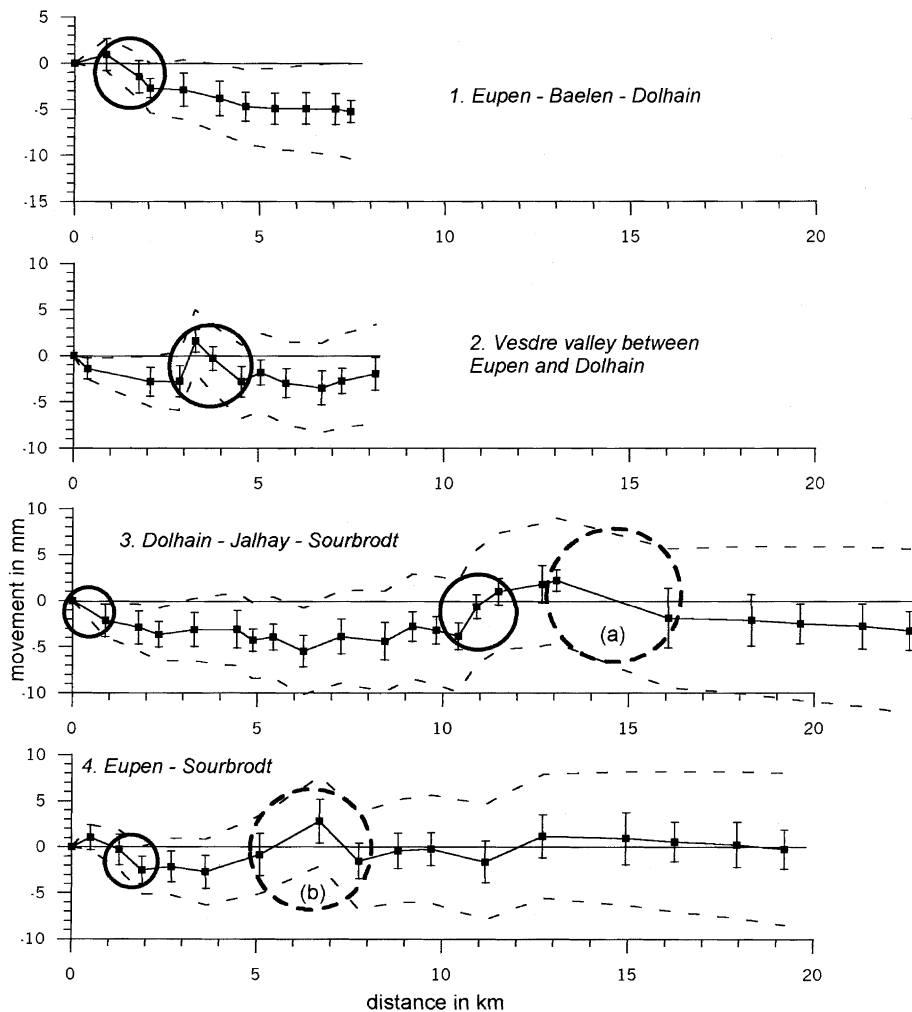 5
0
-5
-10
-15
0 5 10 15 20
1. Eupen - Baelen - Dolhain
10
5
0
-5
-10
0 5 10 15 20
2. Vesdre valley between
Eupen and Dolhain
10
5
0
-5
-10
0 5 10 15 20
3. Dolhain - Jalhay - Sourbrodt
(a)
movement in mm
10
5
0
-5
-10
0 5 10 15 20
4. Eupen - Sourbrodt
(b)
distance in km